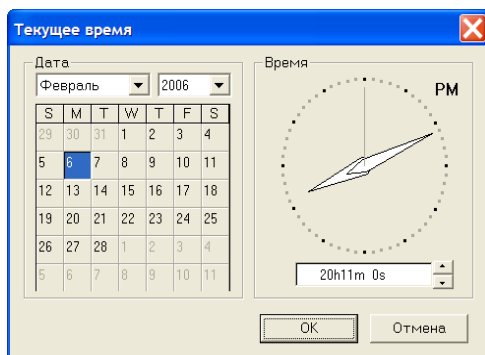 Текущее время
Дата
Февраль 2006
S M T W T F S
29 30 31 1 2 3 4
5 6 7 8 9 10 11
12 13 14 15 16 17 18
19 20 21 22 23 24 25
26 27 28 1 2 3 4
5 6 7 8 9 10 11
Время
PM
20h11m 0s
OK Отмена